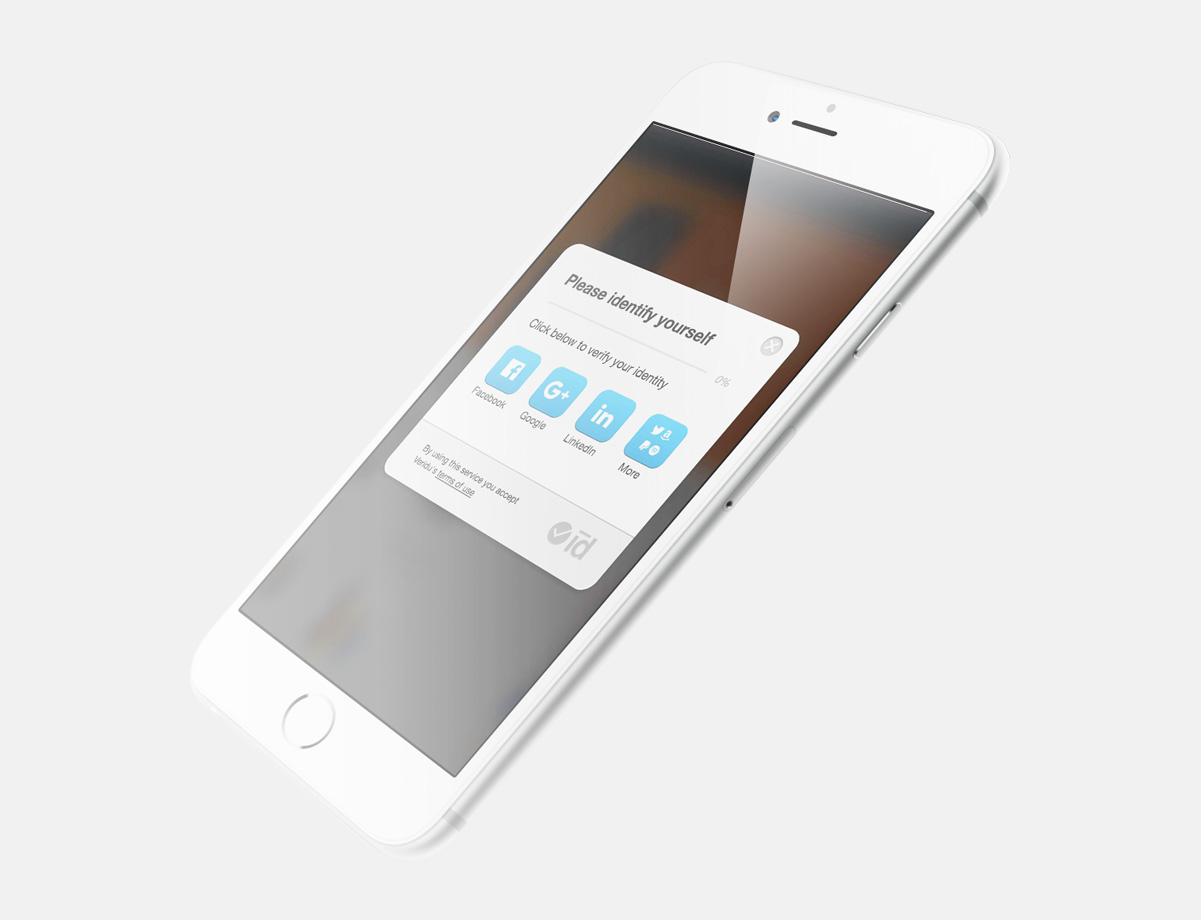 Please identify yourself
0%
Click below to verify your identity
Facebook
Google
LinkedIn
More
By using this service you accept
Veridu's terms of use
id